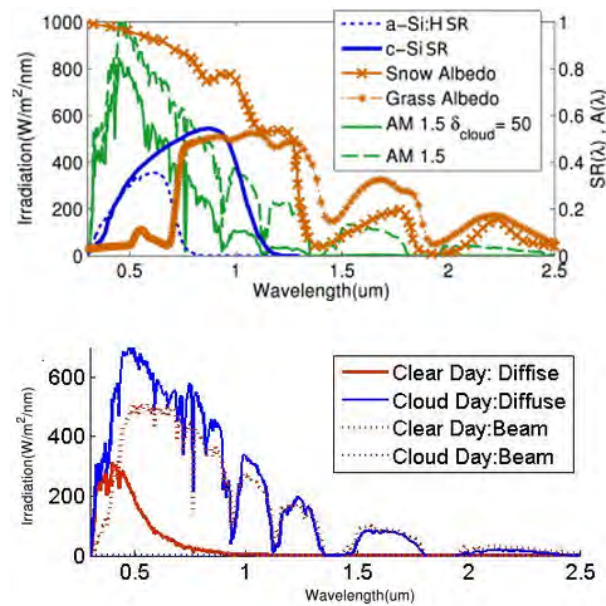 a-Si:H SR
c-Si SR
Snow Albedo
Grass Albedo
AM 1.5 δcloud= 50
AM 1.5
Irradiation(W/m²/nm)
SR(λ) , A(λ)
1000
800
600
400
200
0
1
0.8
0.6
0.4
0.2
0
0.5 1 1.5 2 2.5
Wavelength(um)
Clear Day: Diffise
Cloud Day:Diffuse
Clear Day:Beam
Cloud Day:Beam
Irradiation(W/m²/nm)
600
400
200
0
0.5 1 1.5 2 2.5
Wavelength(um)